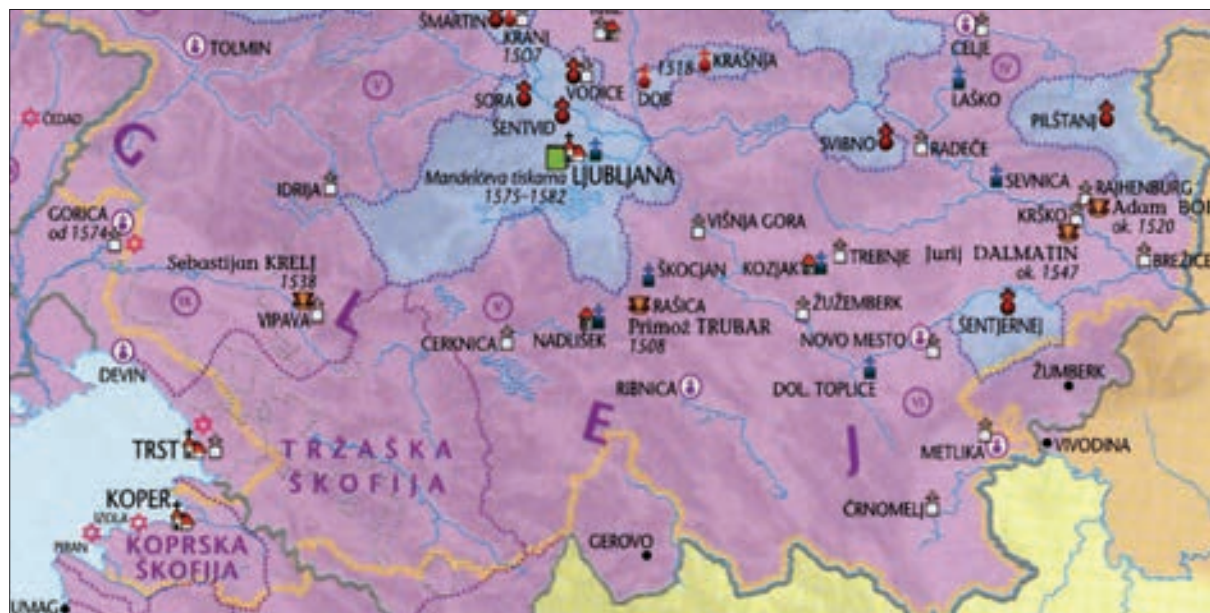 ŠMARTIN
KRANJ
1507
TOLMIN
CELJE
1518
KRAŠNJA
DOB
VODICE
SORA
ŠENTVID
LAŠKO
PILŠTANJ
IV
V
ČEDAD
C
SVIBNO
RADEČE
LJUBLJANA
Mandelčeva tiskarna
1575–1582
IDRIJA
SEVNICA
RAJHENBURG
Adam BO
ok. 1520
KRŠKO
GORICA
od 1574
VIŠNJA GORA
TREBNJE
KOZJAK
Jurij DALMATIN
ok. 1547
BREŽICE
Sebastijan KRELJ
1538
VIPAVA
ŠKOCJAN
RAŠICA
Primož TRUBAR
1508
ŽUŽEMBERK
ŠENTJERNEJ
L
V
CERKNICA
NADLIŠEK
NOVO MESTO
DEVIN
RIBNICA
DOL. TOPLICE
ŽUMBERK
VI
E
J
TRST
TRŽAŠKA
ŠKOFIJA
METLIKA
VIVODINA
KOPER
IZOLA
PIRAN
KOPRSKA
ŠKOFIJA
ČRNOMELJ
GEROVO
UMAG